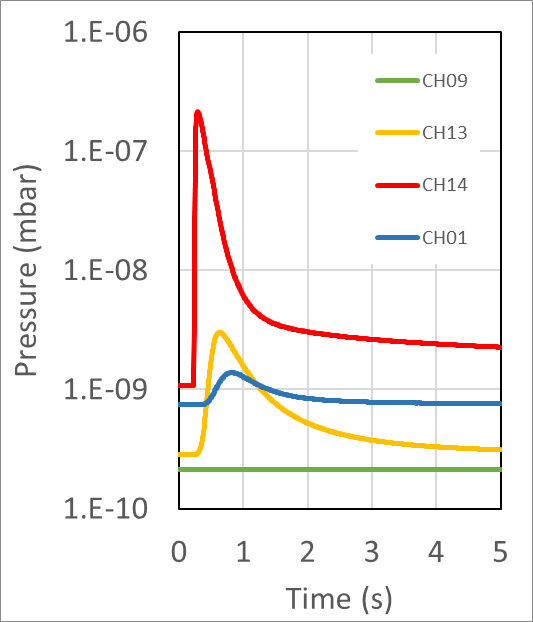 1.E-06
1.E-07
1.E-08
1.E-09
1.E-10
Pressure (mbar)
CH09
CH13
CH14
CH01
0 1 2 3 4 5
Time (s)